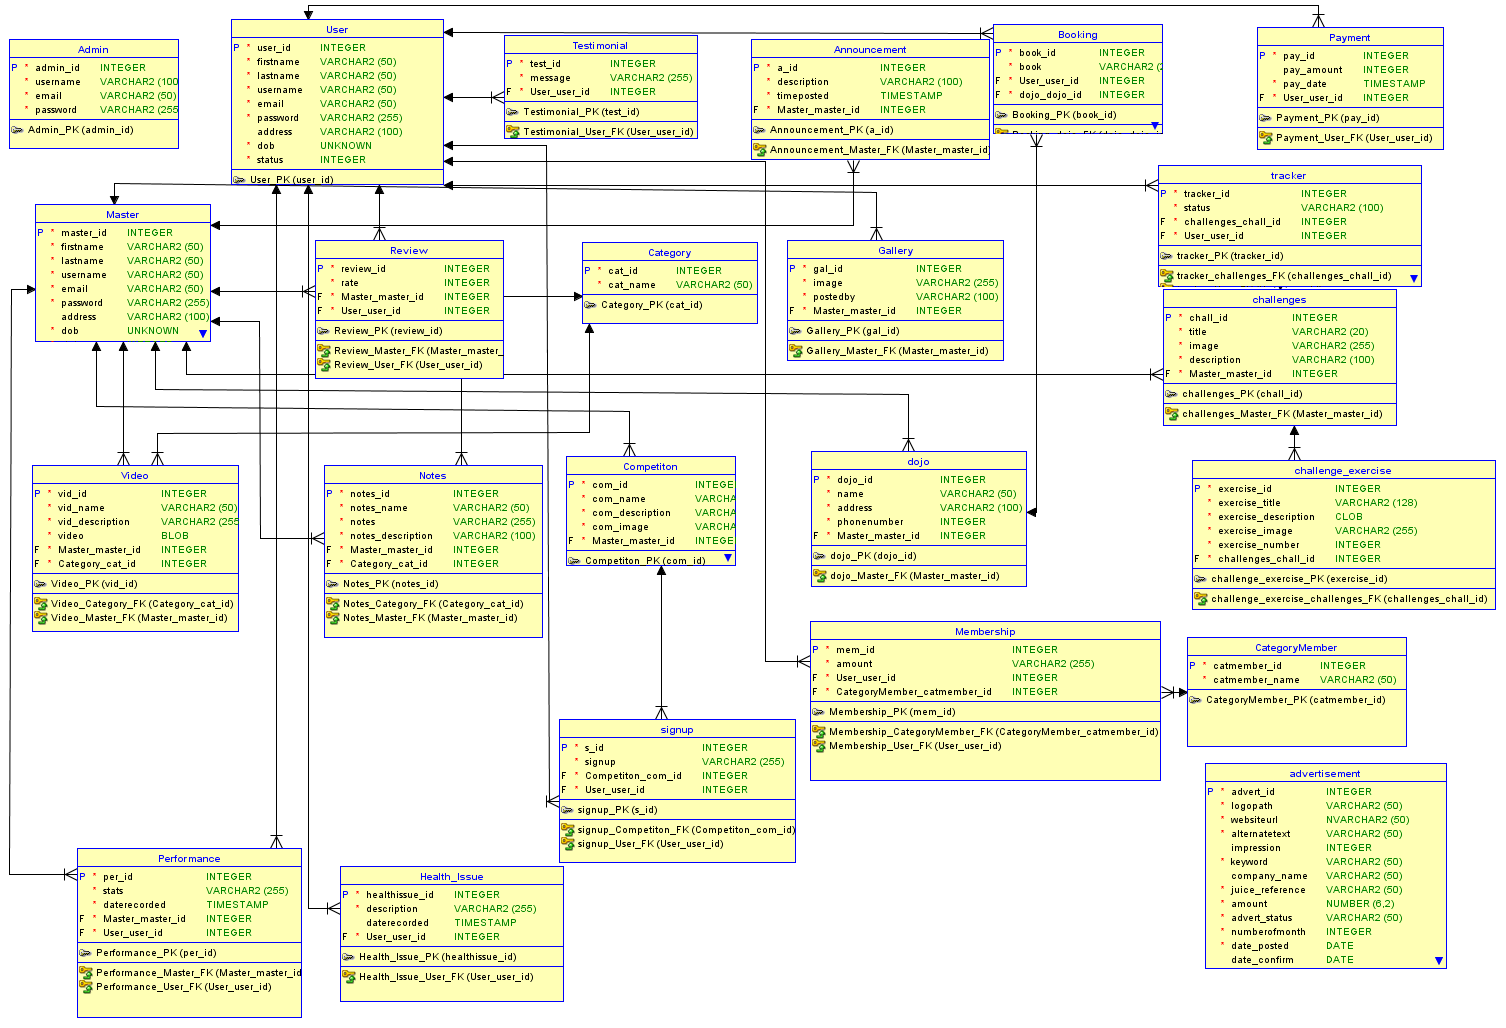 Admin
P * admin_id INTEGER
* username VARCHAR2 (100
* email VARCHAR2 (50)
* password VARCHAR2 (255
Admin_PK (admin_id)
User
P * user_id INTEGER
* firstname VARCHAR2 (50)
* lastname VARCHAR2 (50)
* username VARCHAR2 (50)
* email VARCHAR2 (50)
* password VARCHAR2 (255)
address VARCHAR2 (100)
* dob UNKNOWN
* status INTEGER
User_PK (user_id)
Testimonial
P * test_id INTEGER
* message VARCHAR2 (255)
F * User_user_id INTEGER
Testimonial_PK (test_id)
Testimonial_User_FK (User_user_id)
Announcement
P * a_id INTEGER
* description VARCHAR2 (100)
* timeposted TIMESTAMP
F * Master_master_id INTEGER
Announcement_PK (a_id)
Announcement_Master_FK (Master_master_id
Booking
P * book_id INTEGER
* book VARCHAR (2
F * User_user_id INTEGER
F * dojo_dojo_id INTEGER
Booking_PK (book_id)
Payment
P * pay_id INTEGER
pay_amount INTEGER
* pay_date TIMESTAMP
F * User_user_id INTEGER
Payment_PK (pay_id)
Payment_User_FK (User_user_id)
tracker
P * tracker_id INTEGER
* status VARCHAR2 (100)
F * challenges_chall_id INTEGER
F * User_user_id INTEGER
tracker_PK (tracker_id)
tracker_challenges_FK (challenges_chall_id)
Master
P * master_id INTEGER
* firstname VARCHAR2 (50)
* lastname VARCHAR2 (50)
* username VARCHAR2 (50)
* email VARCHAR2 (50)
* password VARCHAR2 (255)
address VARCHAR2 (100)
* dob UNKNOWN
Review
P * review_id INTEGER
* rate INTEGER
F * Master_master_id INTEGER
F * User_user_id INTEGER
Review_PK (review_id)
Review_Master_FK (Master_master_
Review_User_FK (User_user_id)
Category
P * cat_id INTEGER
* cat_name VARCHAR2 (50)
Category_PK (cat_id)
Gallery
P * gal_id INTEGER
* image VARCHAR2 (255)
* postedby VARCHAR2 (100)
F * Master_master_id INTEGER
Gallery_PK (gal_id)
Gallery_Master_FK (Master_master_id)
challenges
P * chall_id INTEGER
* title VARCHAR2 (20)
* image VARCHAR2 (255)
* description VARCHAR2 (100)
F * Master_master_id INTEGER
challenges_PK (chall_id)
challenges_Master_FK (Master_master_id)
Video
P * vid_id INTEGER
* vid_name VARCHAR2 (50)
* vid_description VARCHAR2 (255
* video BLOB
F * Master_master_id INTEGER
F * Category_cat_id INTEGER
Video_PK (vid_id)
Video_Category_FK (Category_cat_id)
Video_Master_FK (Master_master_id)
Notes
P * notes_id INTEGER
* notes_name VARCHAR2 (50)
* notes VARCHAR2 (255)
* notes_description VARCHAR2 (100)
F * Master_master_id INTEGER
F * Category_cat_id INTEGER
Notes_PK (notes_id)
Notes_Category_FK (Category_cat_id)
Notes_Master_FK (Master_master_id)
Competiton
P * com_id INTEGE
* com_name VARCHA
* com_description VARCHA
* com_image VARCHA
F * Master_master_id INTEGE
Competiton_PK (com_id)
dojo
P * dojo_id INTEGER
* name VARCHAR2 (50)
* address VARCHAR2 (100)
* phonenumber INTEGER
F * Master_master_id INTEGER
dojo_PK (dojo_id)
dojo_Master_FK (Master_master_id)
challenge_exercise
P * exercise_id INTEGER
* exercise_title VARCHAR2 (128)
* exercise_description CLOB
* exercise_image VARCHAR2 (255)
* exercise_number INTEGER
F * challenges_chall_id INTEGER
challenge_exercise_PK (exercise_id)
challenge_exercise_challenges_FK (challenges_chall_id)
Membership
P * mem_id INTEGER
* amount VARCHAR2 (255)
F * User_user_id INTEGER
F * CategoryMember_catmember_id INTEGER
Membership_PK (mem_id)
Membership_CategoryMember_FK (CategoryMember_catmember_id)
Membership_User_FK (User_user_id)
CategoryMember
P * catmember_id INTEGER
* catmember_name VARCHAR2 (50)
CategoryMember_PK (catmember_id)
signup
P * s_id INTEGER
* signup VARCHAR2 (255)
F * Competiton_com_id INTEGER
F * User_user_id INTEGER
signup_PK (s_id)
signup_Competiton_FK (Competiton_com_id)
signup_User_FK (User_user_id)
advertisement
P * advert_id INTEGER
* logopath VARCHAR2 (50)
* websiteurl NVARCHAR2 (50)
* alternatetext VARCHAR2 (50)
impression INTEGER
* keyword VARCHAR2 (50)
company_name VARCHAR2 (50)
* juice_reference VARCHAR2 (50)
* amount NUMBER (6,2)
* advert_status VARCHAR2 (50)
* numberofmonth INTEGER
* date_posted DATE
date_confirm DATE
Performance
P * per_id INTEGER
* stats VARCHAR2 (255)
* daterecorded TIMESTAMP
F * Master_master_id INTEGER
F * User_user_id INTEGER
Performance_PK (per_id)
Performance_Master_FK (Master_master_id
Performance_User_FK (User_user_id)
Health_Issue
P * healthissue_id INTEGER
* description VARCHAR2 (255)
daterecorded TIMESTAMP
F * User_user_id INTEGER
Health_Issue_PK (healthissue_id)
Health_Issue_User_FK (User_user_id)